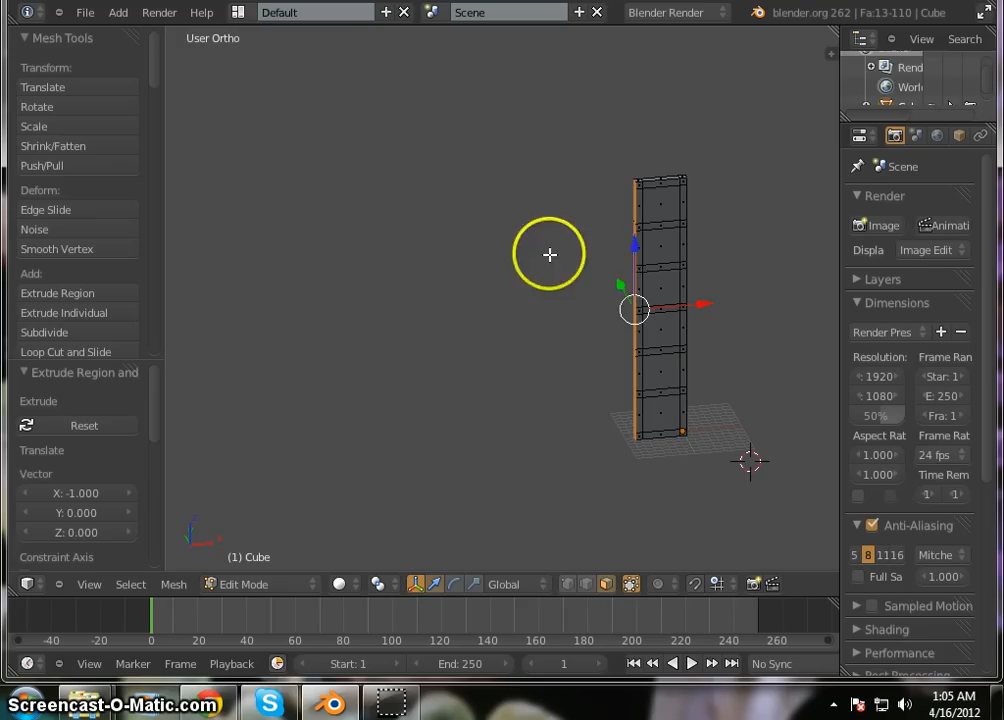 File Add Render Help Default Scene Blender Render blender.org 262 | Fa:13-110 | Cube
Mesh Tools
Transform:
Translate
Rotate
Scale
Shrink/Fatten
Push/Pull
Deform:
Edge Slide
Noise
Smooth Vertex
Add:
Extrude Region
Extrude Individual
Subdivide
Loop Cut and Slide
Extrude Region and
Extrude
Reset
Translate
Vector
X: -1.000
Y: 0.000
Z: 0.000
Constraint Axis
User Ortho
(1) Cube
View Select Mesh Edit Mode Global
View Search
Rend
Worl
Scene
Render
Image Animati
Displa Image Edit
Layers
Dimensions
Render Pres
Resolution: Frame Ran
: 1920 Star: 1
: 1080 E: 250
50% Fra: 1
Aspect Rat Frame Rat
1.000 24 fps
1.000 Time Rem
1 1
Anti-Aliasing
5 8 11 16 Mitche
Full Sa 1.000
Sampled Motion
Shading
Performance
-40 -20 0 20 40 60 80 100 120 140 160 180 200 220 240 260
View Marker Frame Playback Start: 1 End: 250 1 No Sync
Screencast-O-Matic.com
1:05 AM
4/16/2012